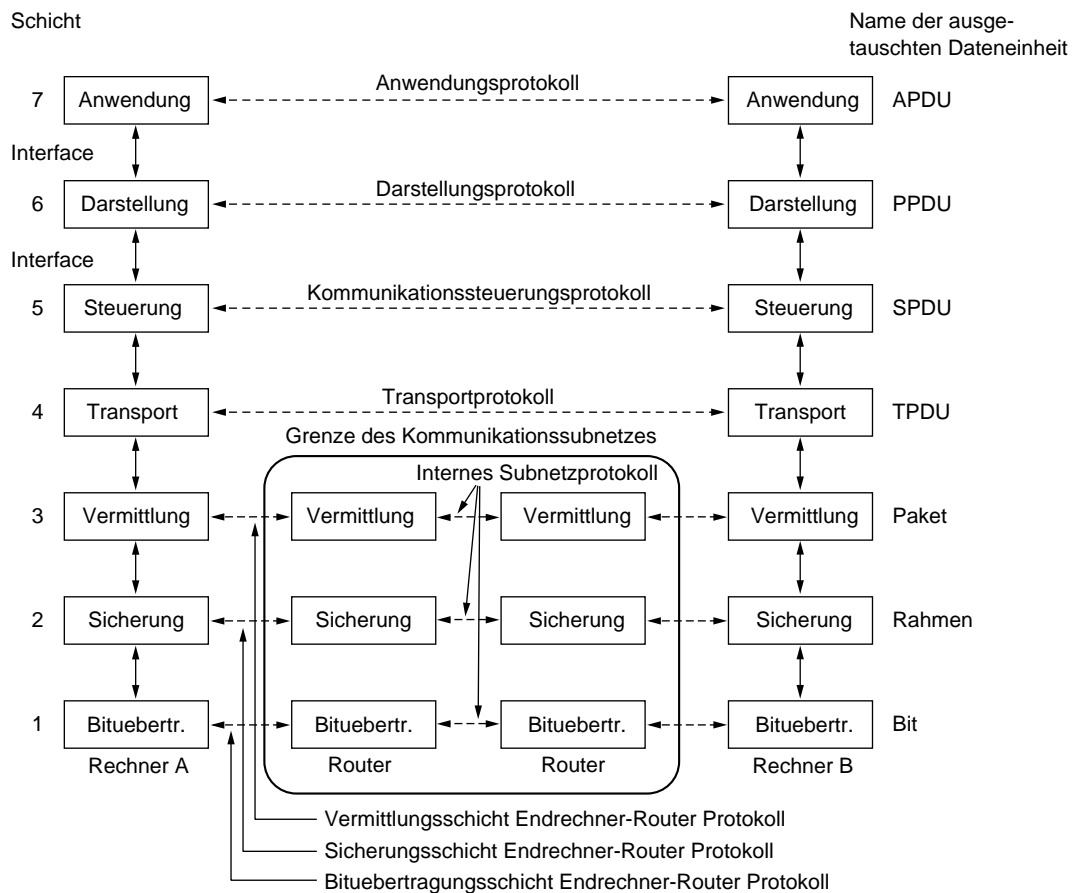 Schicht
Name der ausge-
tauschten Dateneinheit
Anwendungsprotokoll
7 Anwendung Anwendung APDU
Interface
Darstellungsprotokoll
6 Darstellung Darstellung PPDU
Interface
Kommunikationssteuerungsprotokoll
5 Steuerung Steuerung SPDU
Transportprotokoll
4 Transport Transport TPDU
Grenze des Kommunikationssubnetzes
Internes Subnetzprotokoll
3 Vermittlung Vermittlung Vermittlung Vermittlung Paket
2 Sicherung Sicherung Sicherung Sicherung Rahmen
1 Bituebertr. Bituebertr. Bituebertr. Bituebertr. Bit
Rechner A Router Router Rechner B
Vermittlungsschicht Endrechner-Router Protokoll
Sicherungsschicht Endrechner-Router Protokoll
Bituebertragungsschicht Endrechner-Router Protokoll